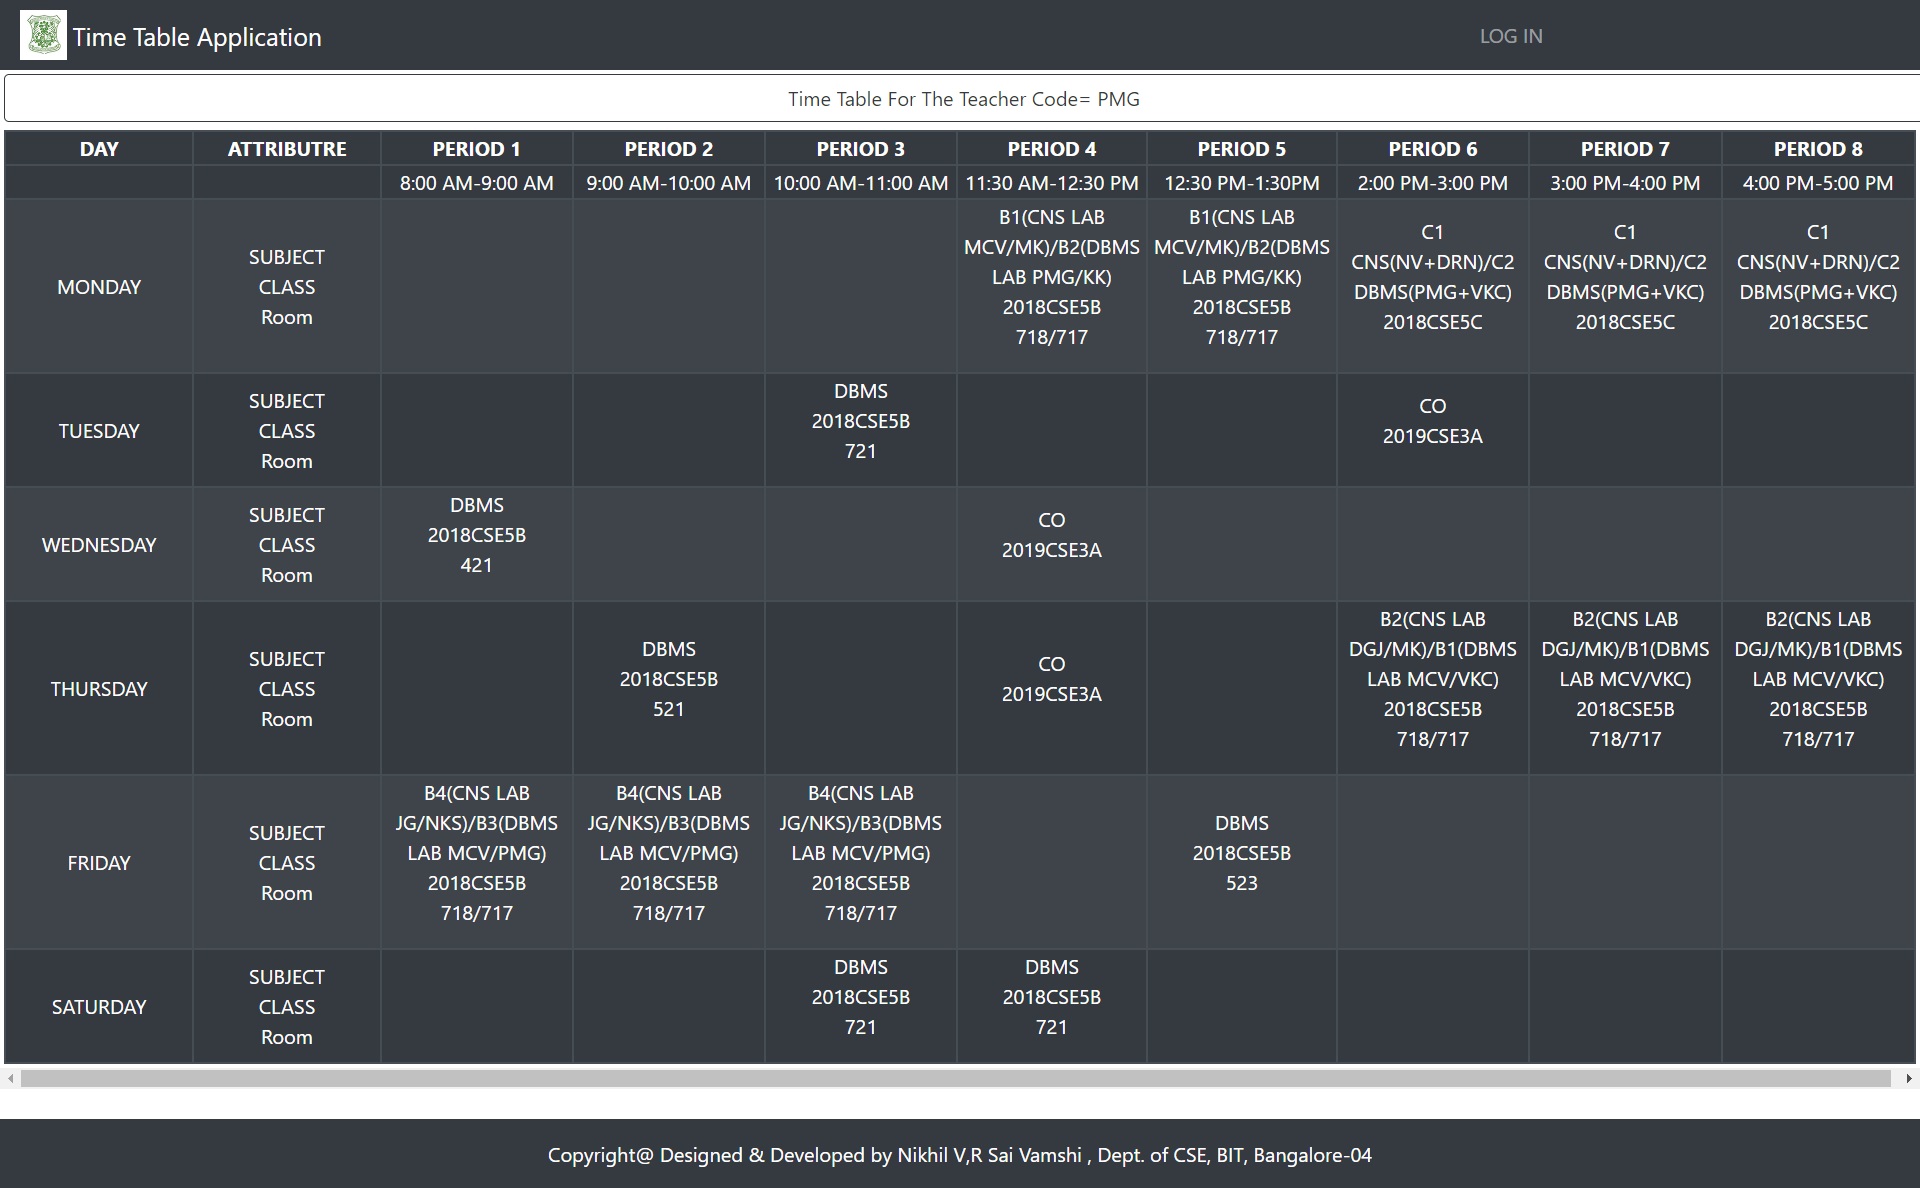 Time Table Application
LOG IN
Time Table For The Teacher Code= PMG
DAY ATTRIBUTRE PERIOD 1 PERIOD 2 PERIOD 3 PERIOD 4 PERIOD 5 PERIOD 6 PERIOD 7 PERIOD 8
8:00 AM-9:00 AM 9:00 AM-10:00 AM 10:00 AM-11:00 AM 11:30 AM-12:30 PM 12:30 PM-1:30PM 2:00 PM-3:00 PM 3:00 PM-4:00 PM 4:00 PM-5:00 PM
MONDAY
SUBJECT
CLASS
Room
B1(CNS LAB
MCV/MK)/B2(DBMS
LAB PMG/KK)
2018CSE5B
718/717
B1(CNS LAB
MCV/MK)/B2(DBMS
LAB PMG/KK)
2018CSE5B
718/717
C1
CNS(NV+DRN)/C2
DBMS(PMG+VKC)
2018CSE5C
C1
CNS(NV+DRN)/C2
DBMS(PMG+VKC)
2018CSE5C
C1
CNS(NV+DRN)/C2
DBMS(PMG+VKC)
2018CSE5C
TUESDAY
SUBJECT
CLASS
Room
DBMS
2018CSE5B
721
CO
2019CSE3A
WEDNESDAY
SUBJECT
CLASS
Room
DBMS
2018CSE5B
421
CO
2019CSE3A
THURSDAY
SUBJECT
CLASS
Room
DBMS
2018CSE5B
521
CO
2019CSE3A
B2(CNS LAB
DGJ/MK)/B1(DBMS
LAB MCV/VKC)
2018CSE5B
718/717
B2(CNS LAB
DGJ/MK)/B1(DBMS
LAB MCV/VKC)
2018CSE5B
718/717
B2(CNS LAB
DGJ/MK)/B1(DBMS
LAB MCV/VKC)
2018CSE5B
718/717
FRIDAY
SUBJECT
CLASS
Room
B4(CNS LAB
JG/NKS)/B3(DBMS
LAB MCV/PMG)
2018CSE5B
718/717
B4(CNS LAB
JG/NKS)/B3(DBMS
LAB MCV/PMG)
2018CSE5B
718/717
B4(CNS LAB
JG/NKS)/B3(DBMS
LAB MCV/PMG)
2018CSE5B
718/717
DBMS
2018CSE5B
523
SATURDAY
SUBJECT
CLASS
Room
DBMS
2018CSE5B
721
DBMS
2018CSE5B
721
Copyright@ Designed & Developed by Nikhil V,R Sai Vamshi , Dept. of CSE, BIT, Bangalore-04